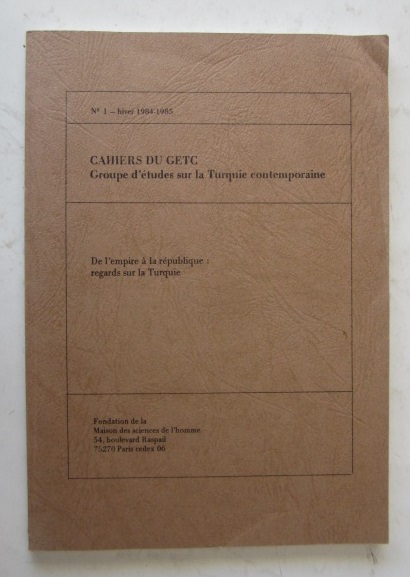 Nº 1 – hiver 1984-1985
CAHIERS DU GETC
Groupe d'études sur la Turquie contemporaine
De l'empire à la république :
regards sur la Turquie
Fondation de la
Maison des sciences de l'homme
54, boulevard Raspail
75270 Paris cedex 06